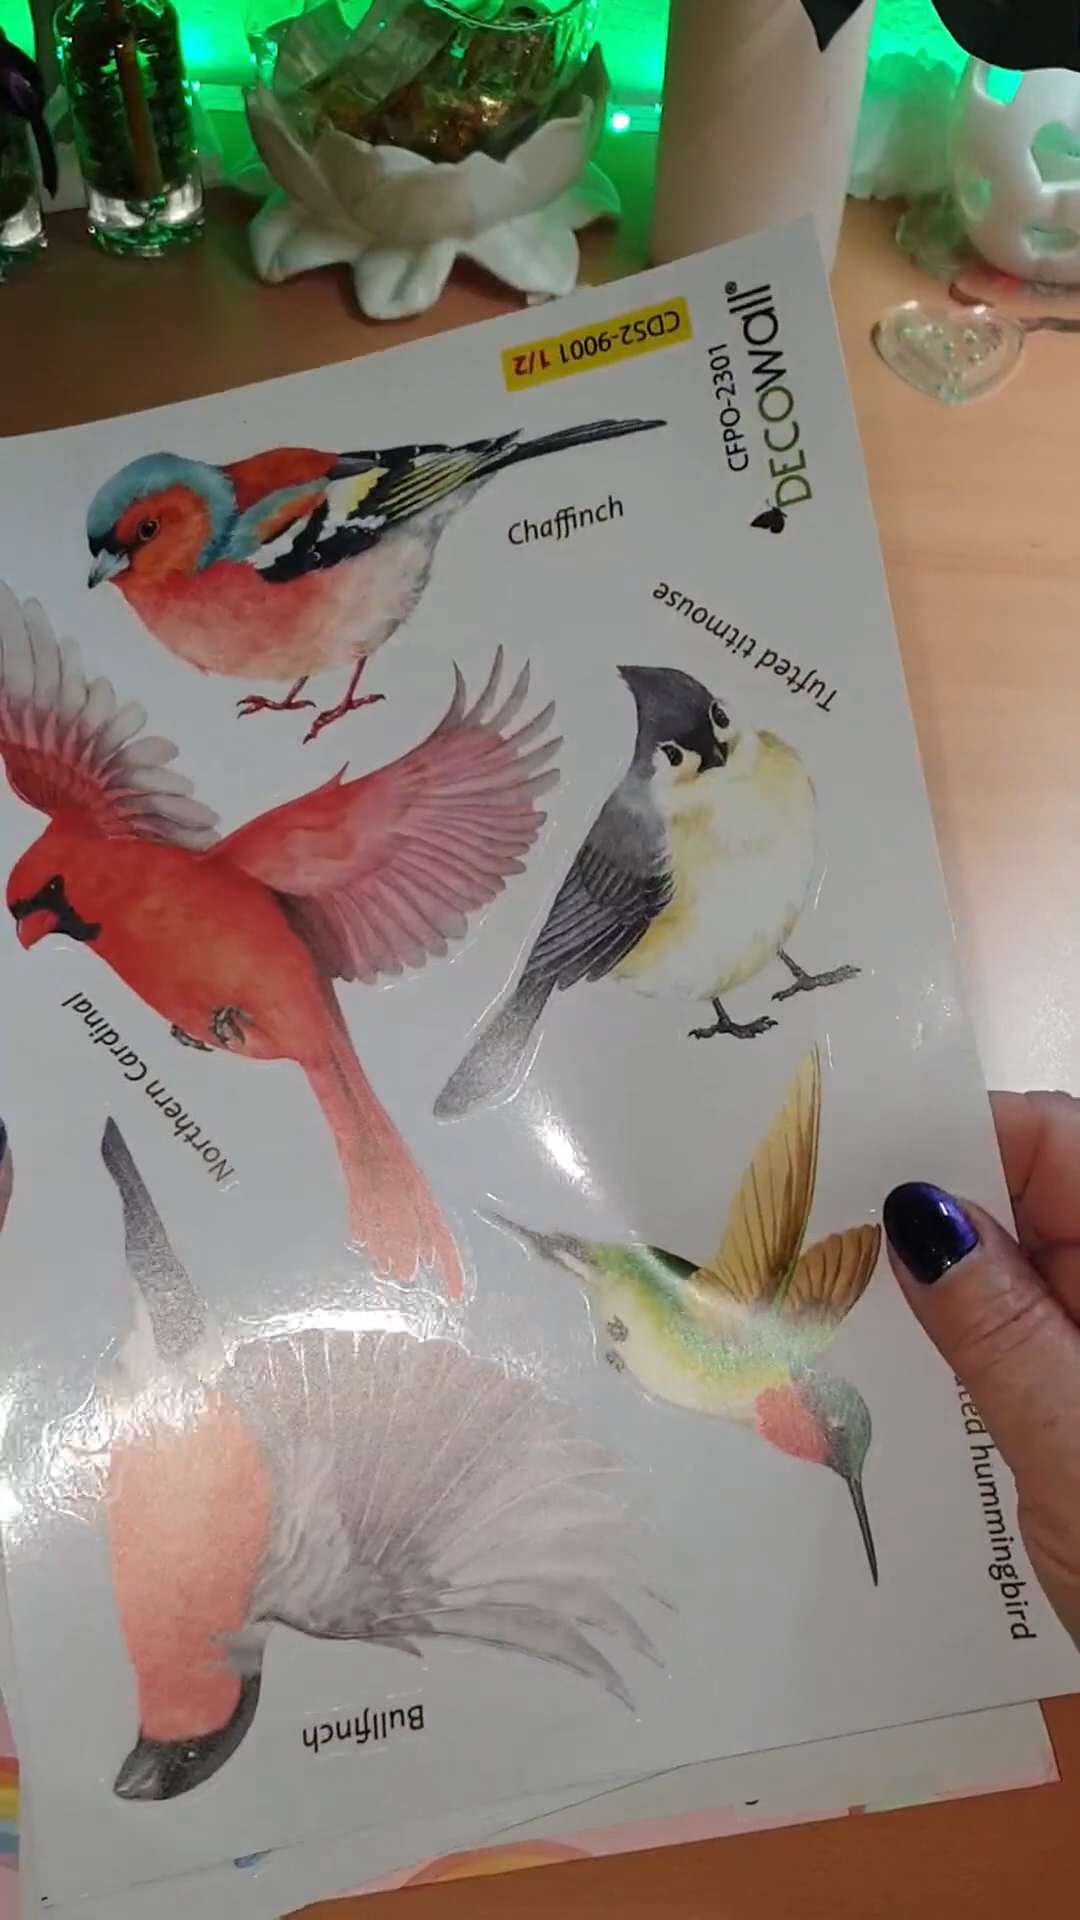 CDS2-9001 1/2
CFPO-2301
DECOWall®
Chaffinch
Tufted titmouse
Northern Cardinal
hummingbird
Bullfinch